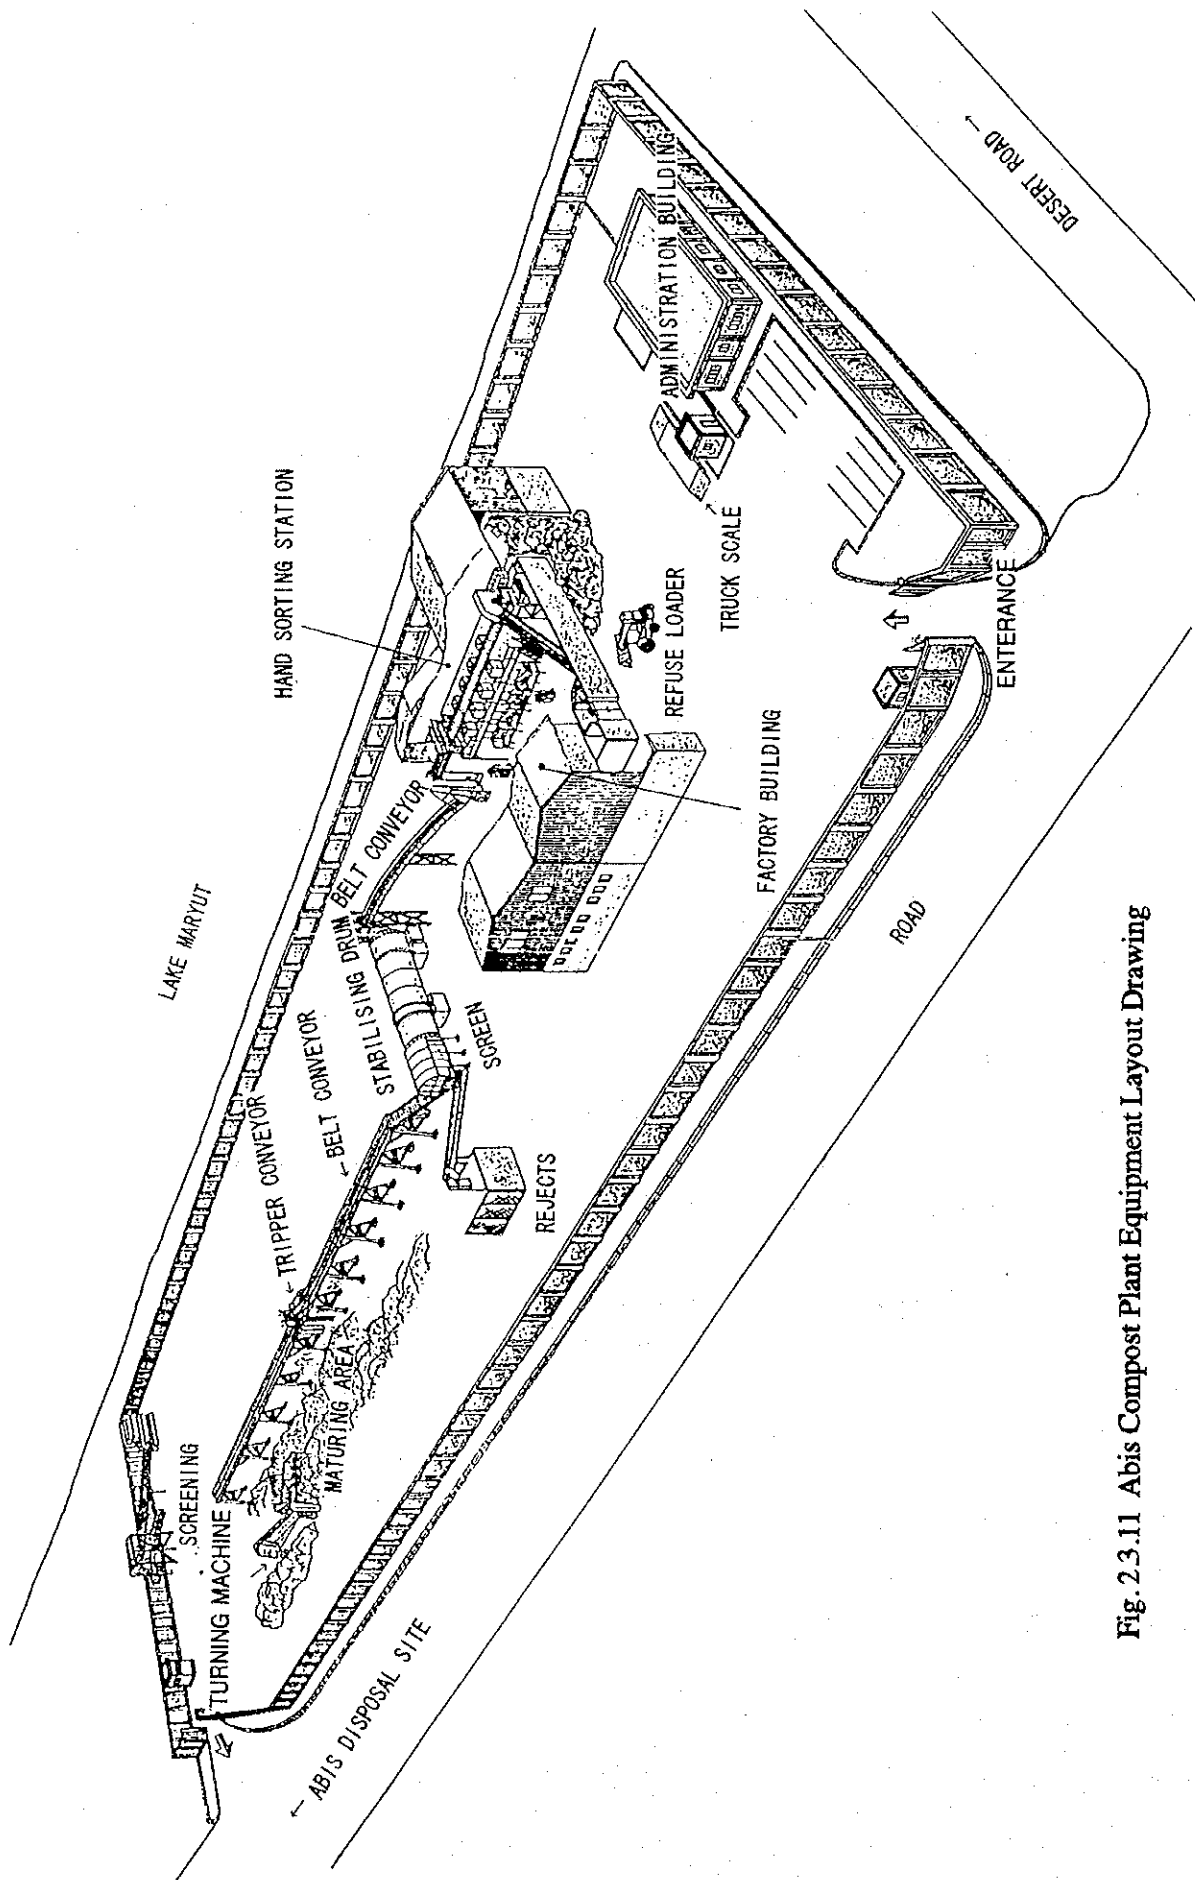 LAKE MARYUT
HAND SORTING STATION
SCREENING
TURNING MACHINE
TRIPPER CONVEYOR
← BELT CONVEYOR
STABILISING DRUM
BELT CONVEYOR
MATURING AREA
SCREEN
REJECTS
ADMINISTRATION BUILDING
TRUCK SCALE
REFUSE LOADER
FACTORY BUILDING
DESERT ROAD →
ENTERANCE
ROAD
← ABIS DISPOSAL SITE
Fig. 2.3.11 Abis Compost Plant Equipment Layout Drawing